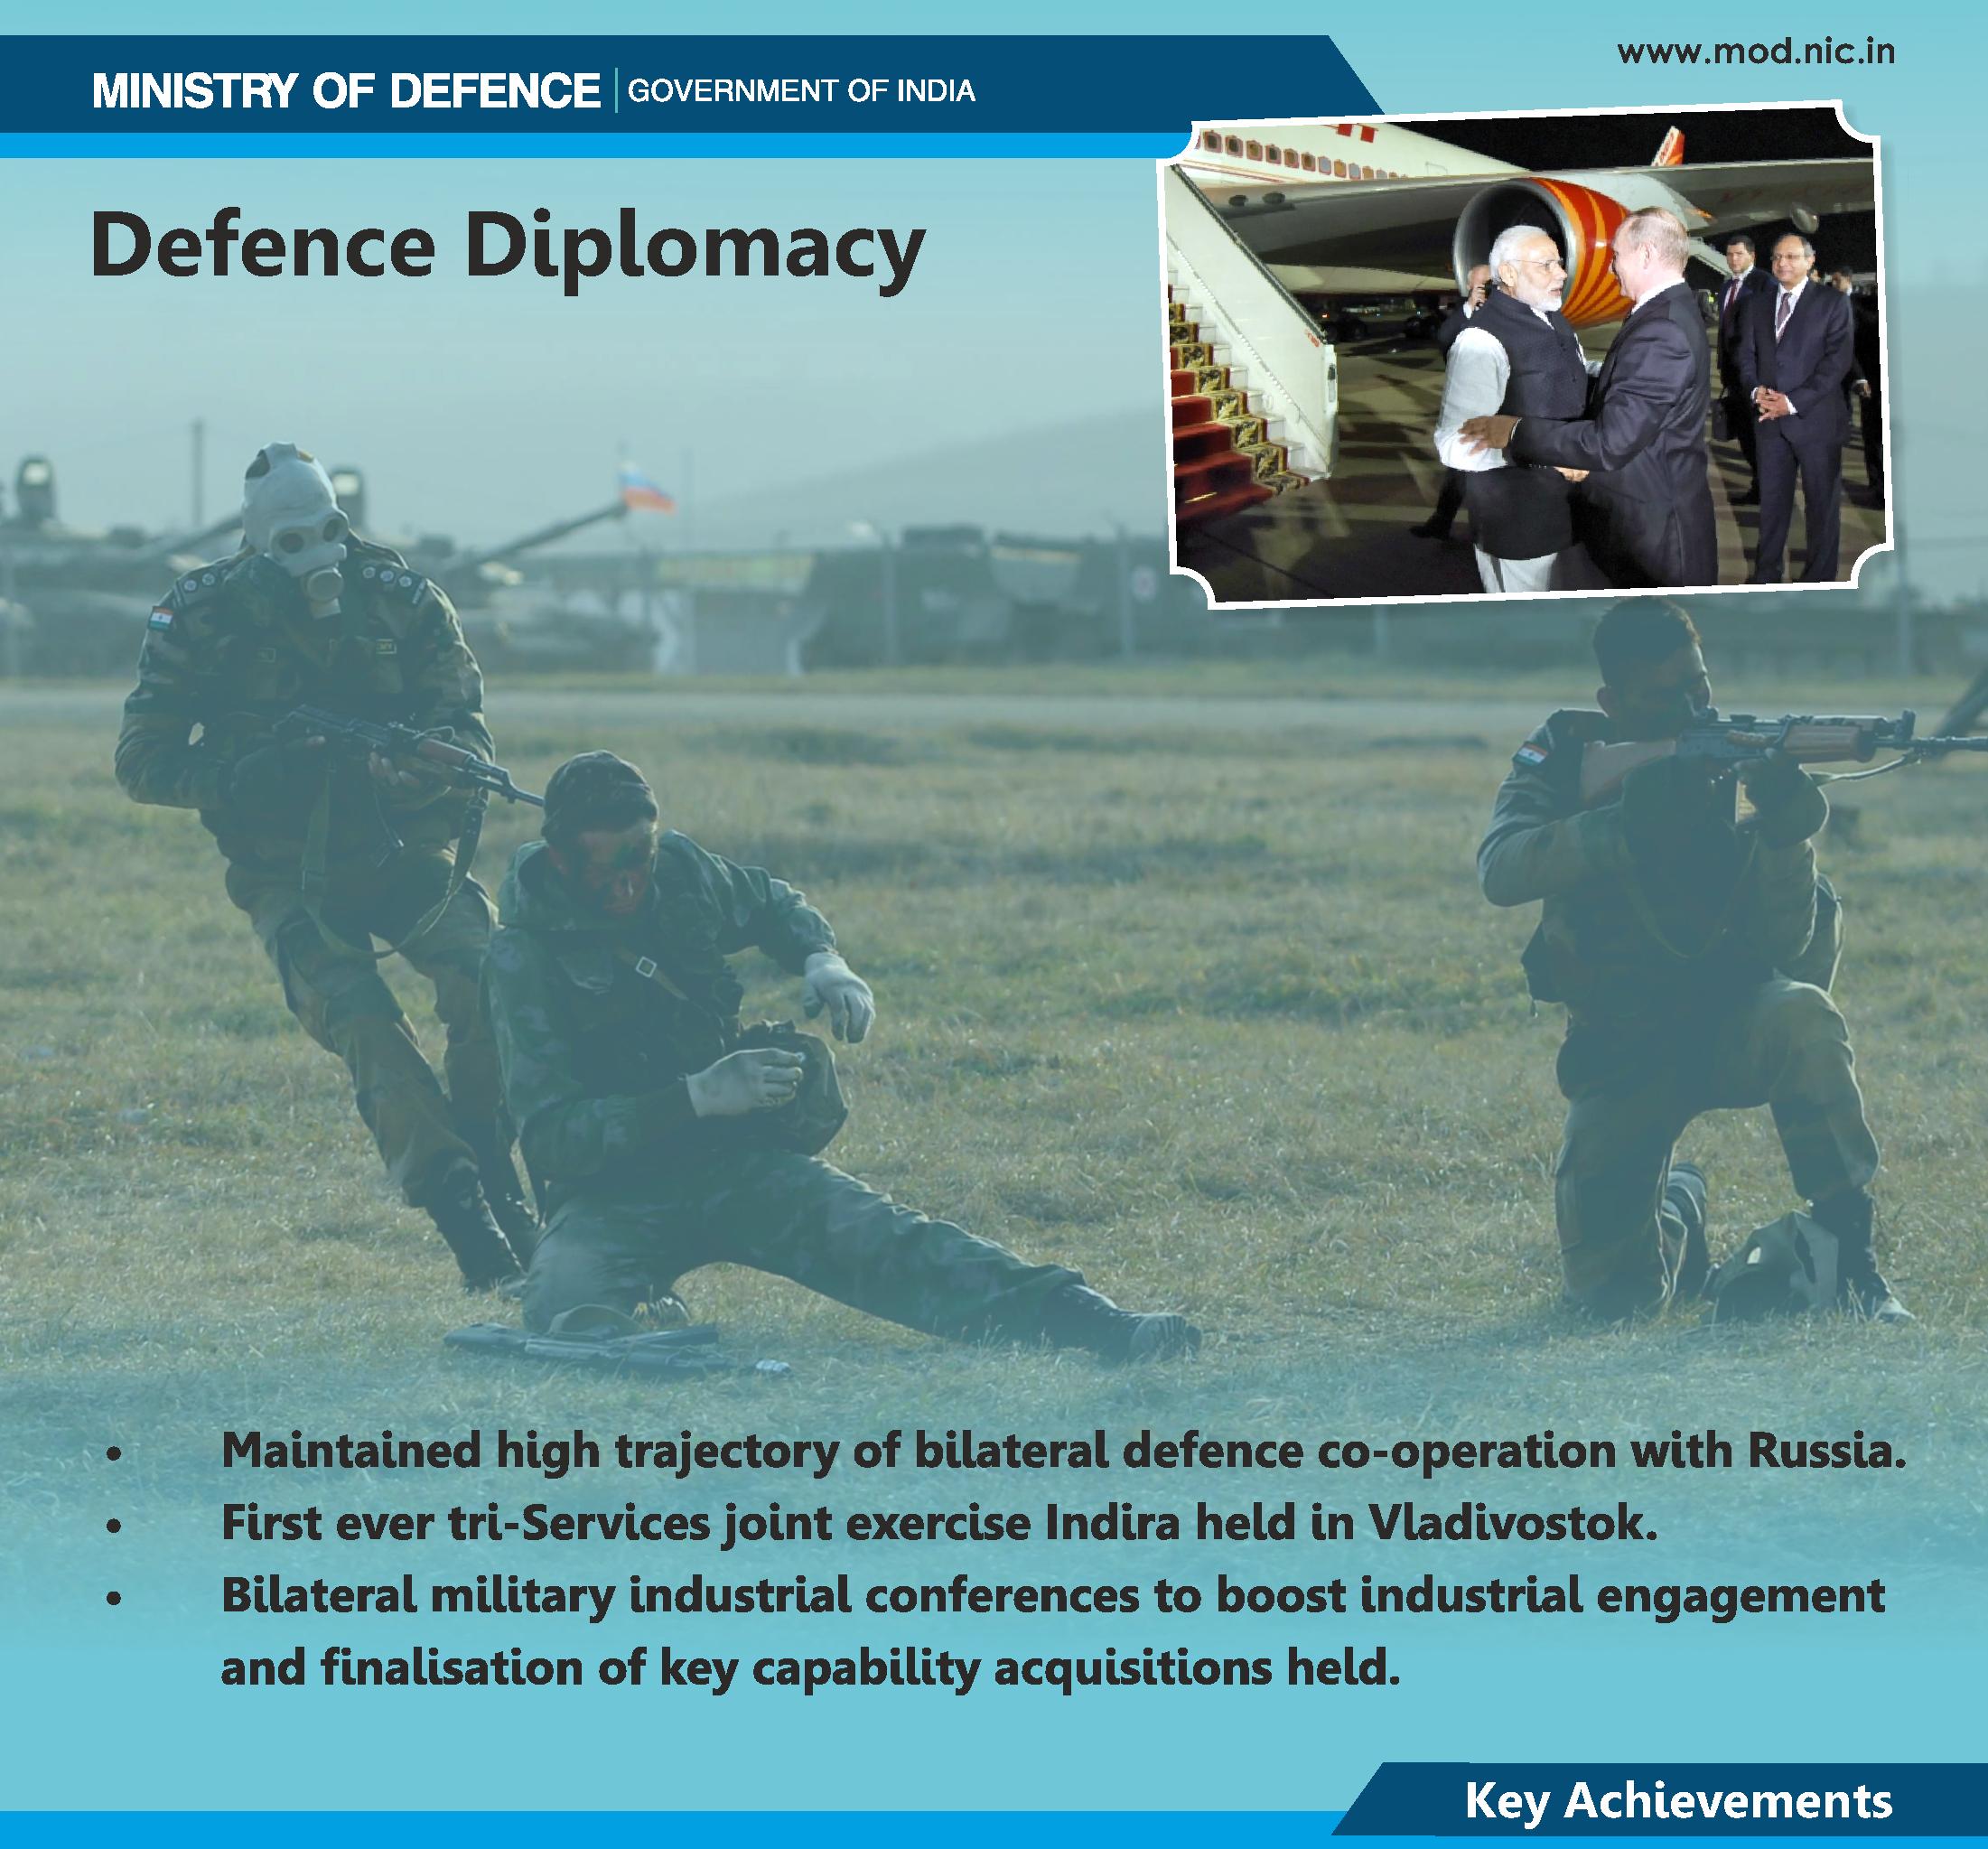 www.mod.nic.in
MINISTRY OF DEFENCE | GOVERNMENT OF INDIA
Defence Diplomacy
• Maintained high trajectory of bilateral defence co-operation with Russia.
• First ever tri-Services joint exercise Indira held in Vladivostok.
• Bilateral military industrial conferences to boost industrial engagement
and finalisation of key capability acquisitions held.
Key Achievements